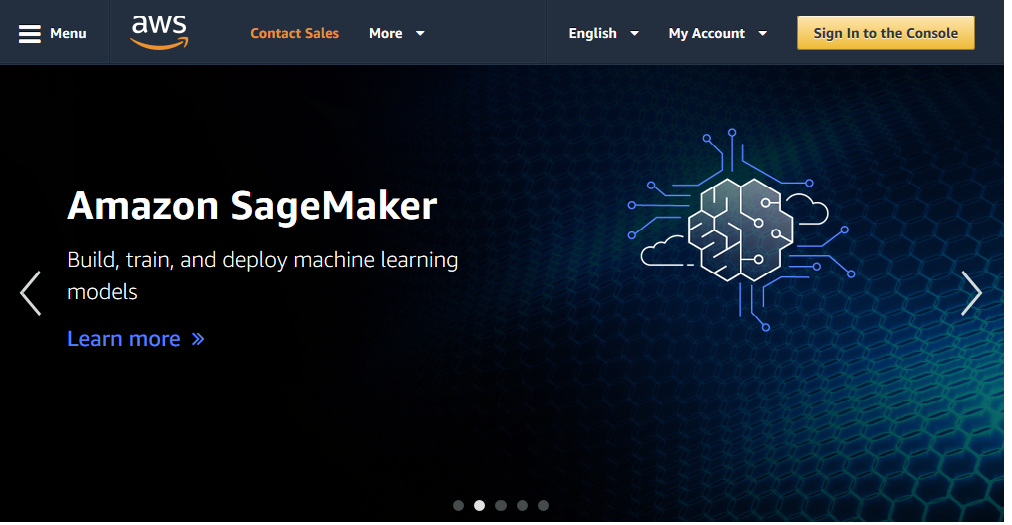 Menu
aws
Contact Sales
More
English
My Account
Sign In to the Console
Amazon SageMaker
Build, train, and deploy machine learning
models
Learn more »